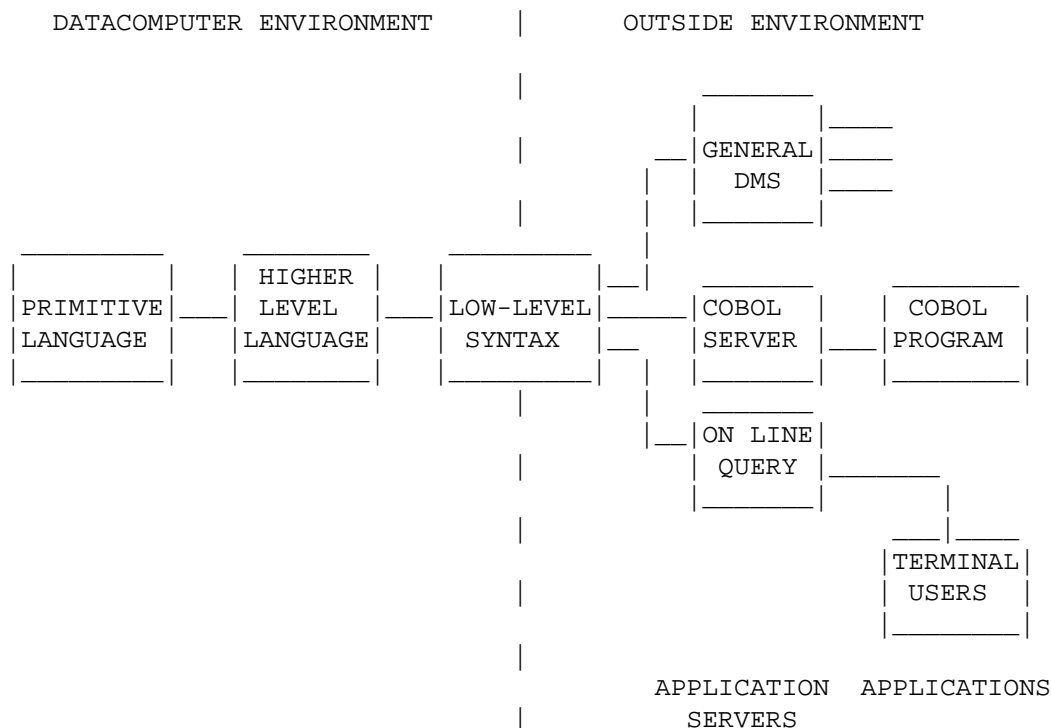 DATACOMPUTER ENVIRONMENT
OUTSIDE ENVIRONMENT
GENERAL
DMS
PRIMITIVE
LANGUAGE
HIGHER
LEVEL
LANGUAGE
LOW-LEVEL
SYNTAX
COBOL
SERVER
COBOL
PROGRAM
ON LINE
QUERY
TERMINAL
USERS
APPLICATION
SERVERS
APPLICATIONS